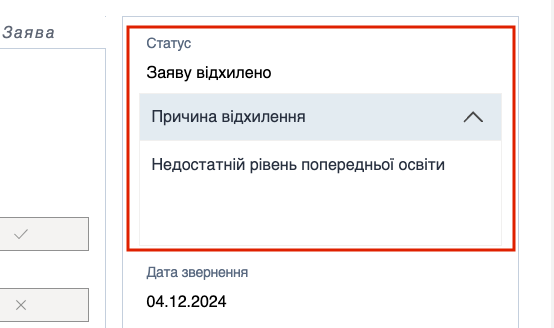 Заява
Статус
Заяву відхилено
Причина відхилення
Недостатній рівень попередньої освіти
Дата звернення
04.12.2024